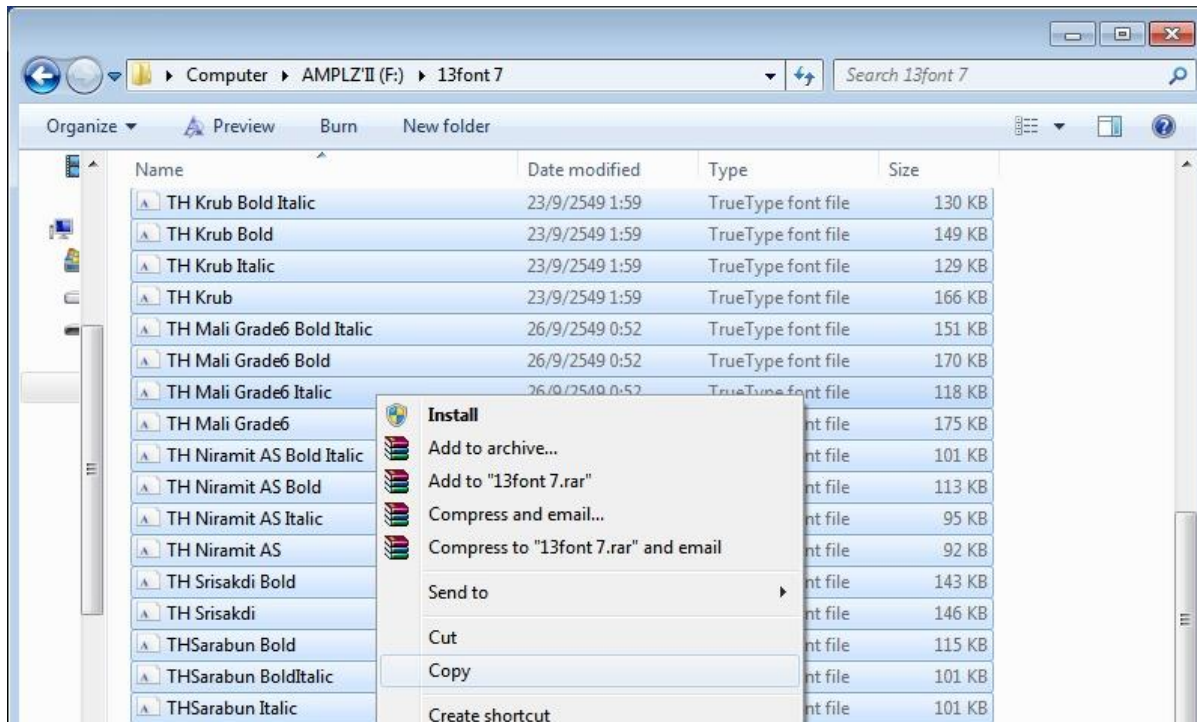 Computer ▸ AMPLZ'II (F:) ▸ 13font 7 Search 13font 7
Organize Preview Burn New folder
Name Date modified Type Size
TH Krub Bold Italic 23/9/2549 1:59 TrueType font file 130 KB
TH Krub Bold 23/9/2549 1:59 TrueType font file 149 KB
TH Krub Italic 23/9/2549 1:59 TrueType font file 129 KB
TH Krub 23/9/2549 1:59 TrueType font file 166 KB
TH Mali Grade6 Bold Italic 26/9/2549 0:52 TrueType font file 151 KB
TH Mali Grade6 Bold 26/9/2549 0:52 TrueType font file 170 KB
TH Mali Grade6 Italic 26/9/2549 0:52 TrueType font file 118 KB
TH Mali Grade6 nt file 175 KB
TH Niramit AS Bold Italic nt file 101 KB
TH Niramit AS Bold nt file 113 KB
TH Niramit AS Italic nt file 95 KB
TH Niramit AS nt file 92 KB
TH Srisakdi Bold nt file 143 KB
TH Srisakdi nt file 146 KB
THSarabun Bold nt file 115 KB
THSarabun BoldItalic nt file 101 KB
THSarabun Italic nt file 101 KB
Install
Add to archive...
Add to "13font 7.rar"
Compress and email...
Compress to "13font 7.rar" and email
Send to
Cut
Copy
Create shortcut